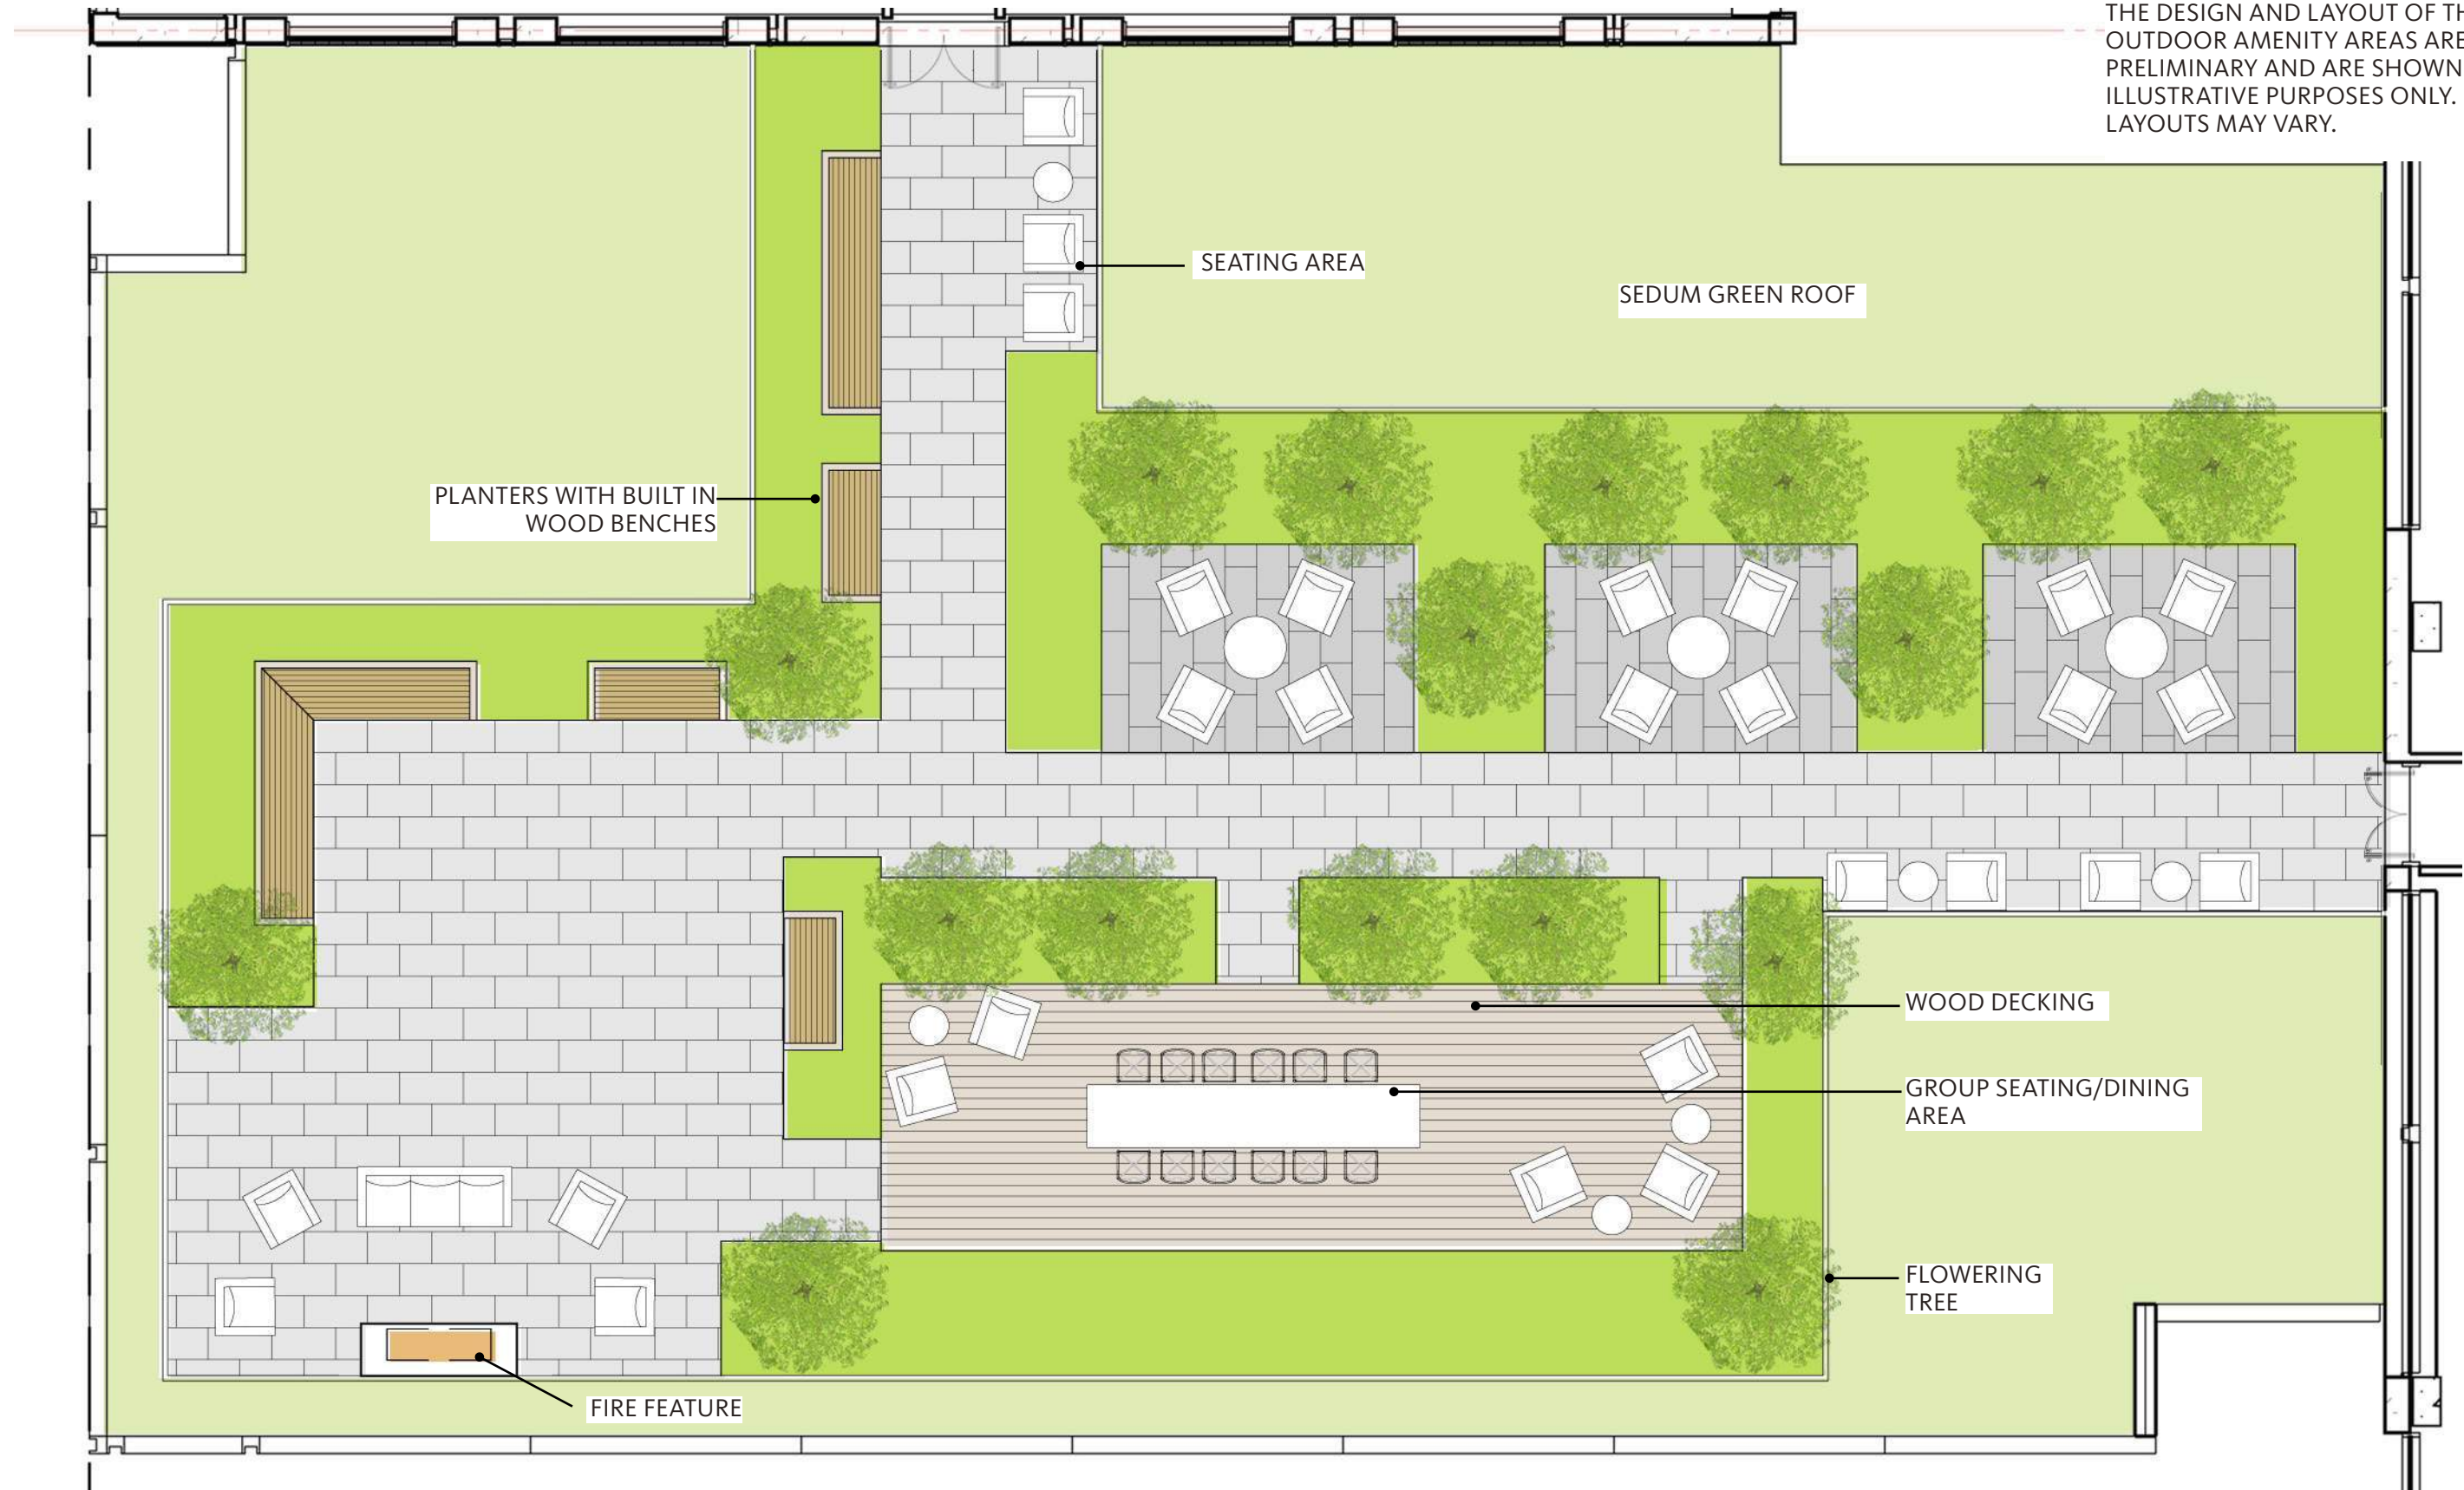 THE DESIGN AND LAYOUT OF
OUTDOOR AMENITY AREAS ARE
PRELIMINARY AND ARE SHOWN
ILLUSTRATIVE PURPOSES ONLY.
LAYOUTS MAY VARY.
SEATING AREA
SEDUM GREEN ROOF
PLANTERS WITH BUILT IN
WOOD BENCHES
WOOD DECKING
GROUP SEATING/DINING
AREA
FLOWERING
TREE
FIRE FEATURE